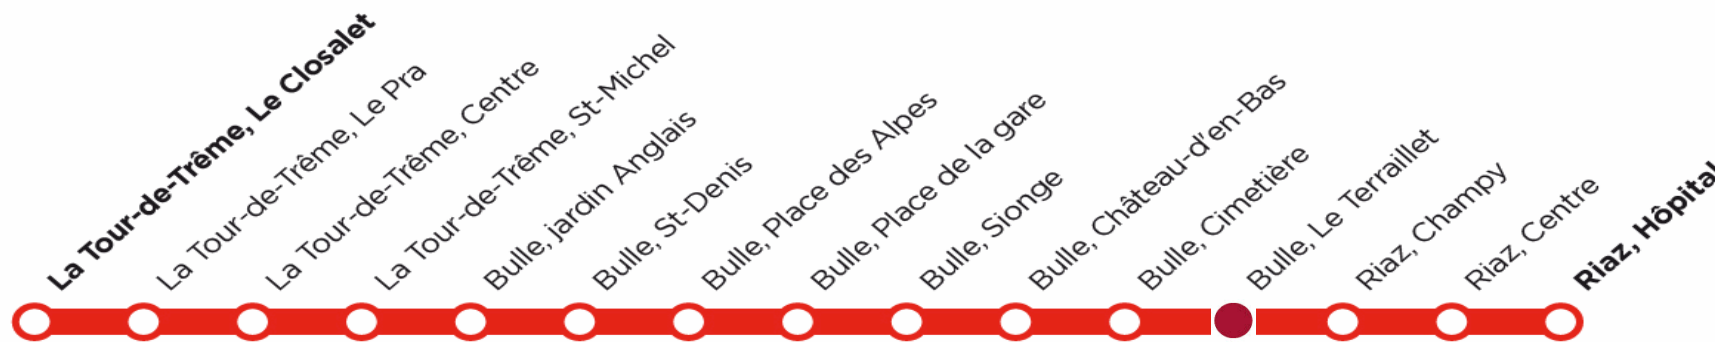 La Tour-de-Trême, Le Closalet
La Tour-de-Trême, Le Pra
La Tour-de-Trême, Centre
La Tour-de-Trême, St-Michel
Bulle, jardin Anglais
Bulle, St-Denis
Bulle, Place des Alpes
Bulle, Place de la gare
Bulle, Sionge
Bulle, Château-d'en-Bas
Bulle, Cimetière
Bulle, Le Terraillet
Riaz, Champy
Riaz, Centre
Riaz, Hôpital